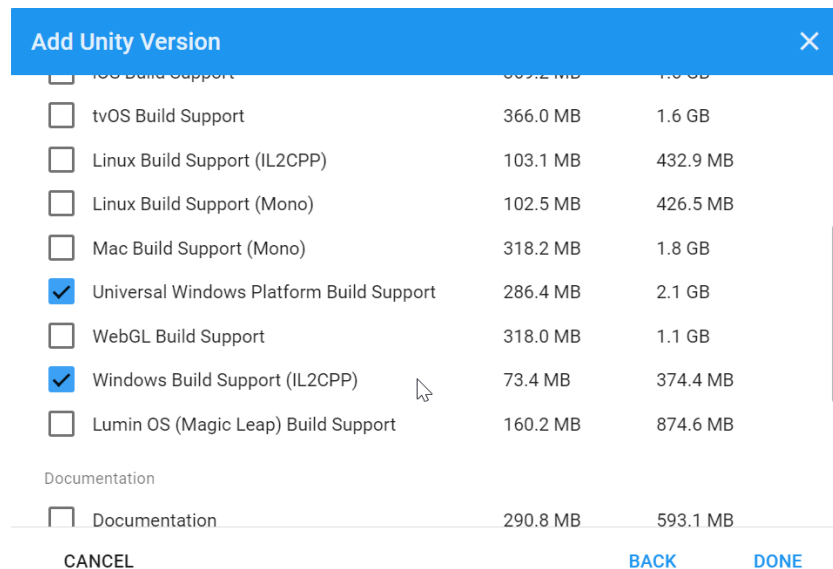 Add Unity Version
tvOS Build Support 366.0 MB 1.6 GB
Linux Build Support (IL2CPP) 103.1 MB 432.9 MB
Linux Build Support (Mono) 102.5 MB 426.5 MB
Mac Build Support (Mono) 318.2 MB 1.8 GB
Universal Windows Platform Build Support 286.4 MB 2.1 GB
WebGL Build Support 318.0 MB 1.1 GB
Windows Build Support (IL2CPP) 73.4 MB 374.4 MB
Lumin OS (Magic Leap) Build Support 160.2 MB 874.6 MB
Documentation
Documentation 290.8 MB 593.1 MB
CANCEL BACK DONE